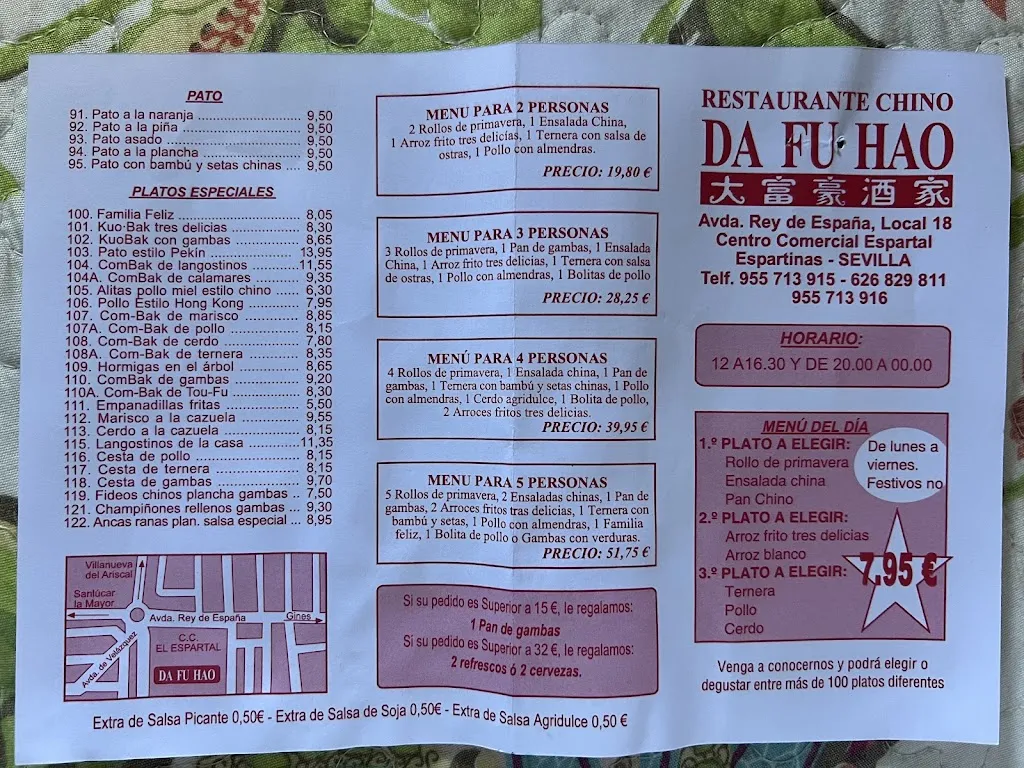 PATO
91. Pato a la naranja ........................ 9,50
92. Pato a la piña ........................ 9,50
93. Pato asado ........................ 9,50
94. Pato a la plancha ........................ 9,50
95. Pato con bambú y setas chinas .... 9,50
PLATOS ESPECIALES
100. Familia Feliz ........................ 8,05
101. Kuo·Bak tres delicias ................ 8,30
102. KuoBak con gambas ................ 8,65
103. Pato estilo Pekín ................ 13,95
104. ComBak de langostinos ...........11,55
104A. ComBak de calamares ........... 9,35
105. Alitas pollo miel estilo chino ..... 6,30
106. Pollo Estilo Hong Kong ........... 7,95
107. Com-Bak de marisco ............. 8,85
107A. Com-Bak de pollo ............. 8,15
108. Com-Bak de cerdo ............. 7,80
108A. Com-Bak de ternera ........... 8,35
109. Hormigas en el árbol ............. 8,65
110. ComBak de gambas ............. 9,20
110A. Com-Bak de Tou-Fu ............. 8,30
111. Empanadillas fritas ............. 5,50
112. Marisco a la cazuela ............. 9,55
113. Cerdo a la cazuela ............. 8,15
115. Langostinos de la casa ...........11,35
116. Cesta de pollo ................ 8,15
117. Cesta de ternera ................ 8,15
118. Cesta de gambas ................ 9,70
119. Fideos chinos plancha gambas .. 7,50
121. Champiñones rellenos gambas ... 9,30
122. Ancas ranas plan. salsa especial ... 8,95
Villanueva
del Ariscal
Sanlúcar
la Mayor
Avda. Rey de España
Gines
Avda. de Velázquez
C.C.
EL ESPARTAL
DA FU HAO
Extra de Salsa Picante 0,50€ - Extra de Salsa de Soja 0,50€ - Extra de Salsa Agridulce 0,50 €
MENU PARA 2 PERSONAS
2 Rollos de primavera, 1 Ensalada China,
1 Arroz frito tres delicias, 1 Ternera con salsa de
ostras, 1 Pollo con almendras.
PRECIO: 19,80 €
MENU PARA 3 PERSONAS
3 Rollos de primavera, 1 Pan de gambas, 1 Ensalada
China, 1 Arroz frito tres delicias, 1 Ternera con salsa
de ostras, 1 Pollo con almendras, 1 Bolitas de pollo
PRECIO: 28,25 €
MENÚ PARA 4 PERSONAS
4 Rollos de primavera, 1 Ensalada china, 1 Pan de
gambas, 1 Ternera con bambú y setas chinas, 1 Pollo
con almendras, 1 Cerdo agridulce, 1 Bolita de pollo,
2 Arroces fritos tres delicias.
PRECIO: 39,95 €
MENU PARA 5 PERSONAS
5 Rollos de primavera, 2 Ensaladas chinas, 1 Pan de
gambas, 2 Arroces fritos tras delicias, 1 Ternera con
bambú y setas, 1 Pollo con almendras, 1 Familia
feliz, 1 Bolita de pollo o Gambas con verduras.
PRECIO: 51,75 €
Si su pedido es Superior a 15 €, le regalamos:
1 Pan de gambas
Si su pedido es Superior a 32 €, le regalamos:
2 refrescos ó 2 cervezas.
RESTAURANTE CHINO
DA FU HAO
大富豪酒家
Avda. Rey de España, Local 18
Centro Comercial Espartal
Espartinas - SEVILLA
Telf. 955 713 915 - 626 829 811
955 713 916
HORARIO:
12 A16.30 Y DE 20.00 A 00.00
MENÚ DEL DÍA
1.º PLATO A ELEGIR:
Rollo de primavera
Ensalada china
Pan Chino
De lunes a
viernes.
Festivos no
2.º PLATO A ELEGIR:
Arroz frito tres delicias
Arroz blanco
3.º PLATO A ELEGIR:
Ternera
Pollo
Cerdo
7,95 €
Venga a conocernos y podrá elegir o
degustar entre más de 100 platos diferentes